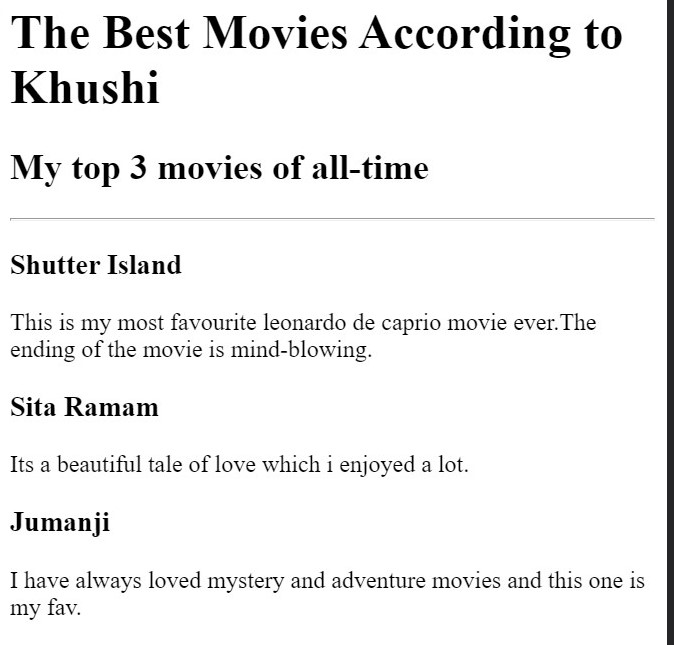 The Best Movies According to
Khushi
My top 3 movies of all-time
Shutter Island
This is my most favourite leonardo de caprio movie ever.The
ending of the movie is mind-blowing.
Sita Ramam
Its a beautiful tale of love which i enjoyed a lot.
Jumanji
I have always loved mystery and adventure movies and this one is
my fav.